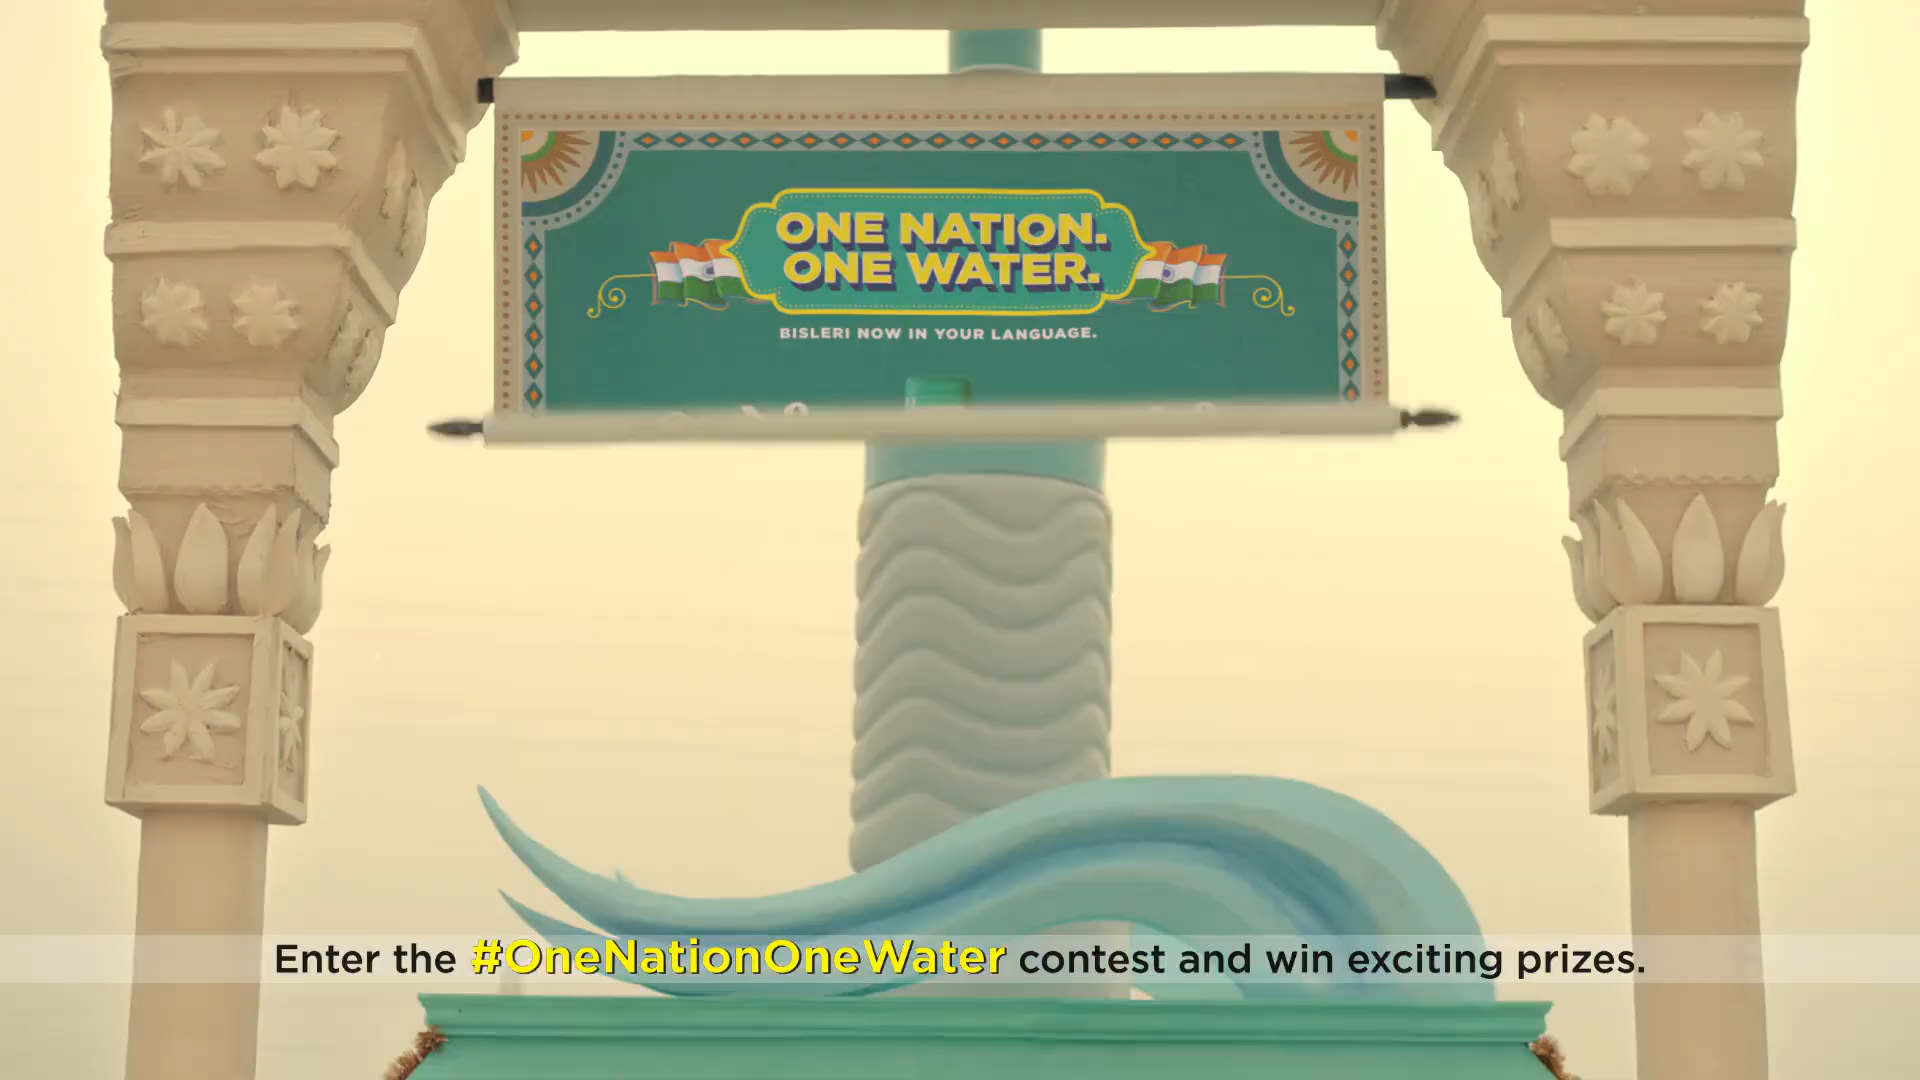 ONE NATION.
ONE WATER.
BISLERI NOW IN YOUR LANGUAGE.
Enter the #OneNationOneWater contest and win exciting prizes.